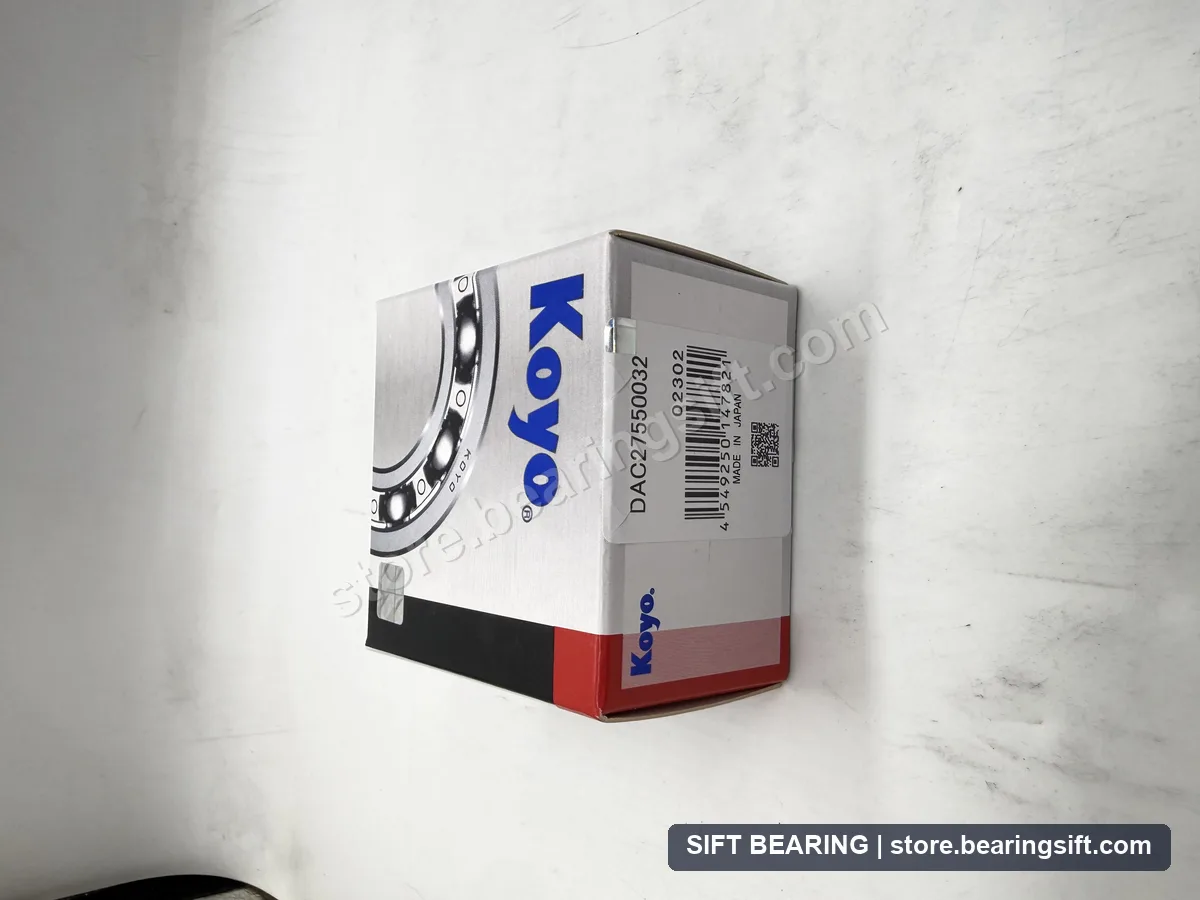 Koyo®
KOYO
DAC27550032
02302
4 549250 147821
MADE IN JAPAN
Koyo.
store.bearingsift.com
SIFT BEARING | store.bearingsift.com